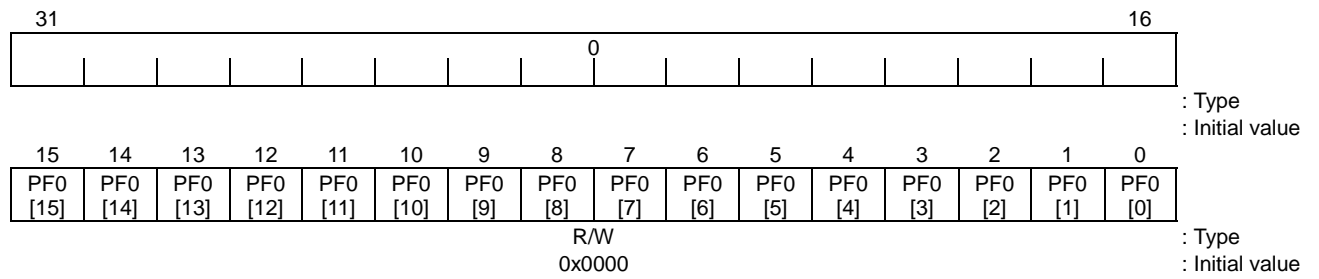 31 16
0
: Type
: Initial value
15 14 13 12 11 10 9 8 7 6 5 4 3 2 1 0
PF0 PF0 PF0 PF0 PF0 PF0 PF0 PF0 PF0 PF0 PF0 PF0 PF0 PF0 PF0 PF0
[15] [14] [13] [12] [11] [10] [9] [8] [7] [6] [5] [4] [3] [2] [1] [0]
R/W : Type
0x0000 : Initial value